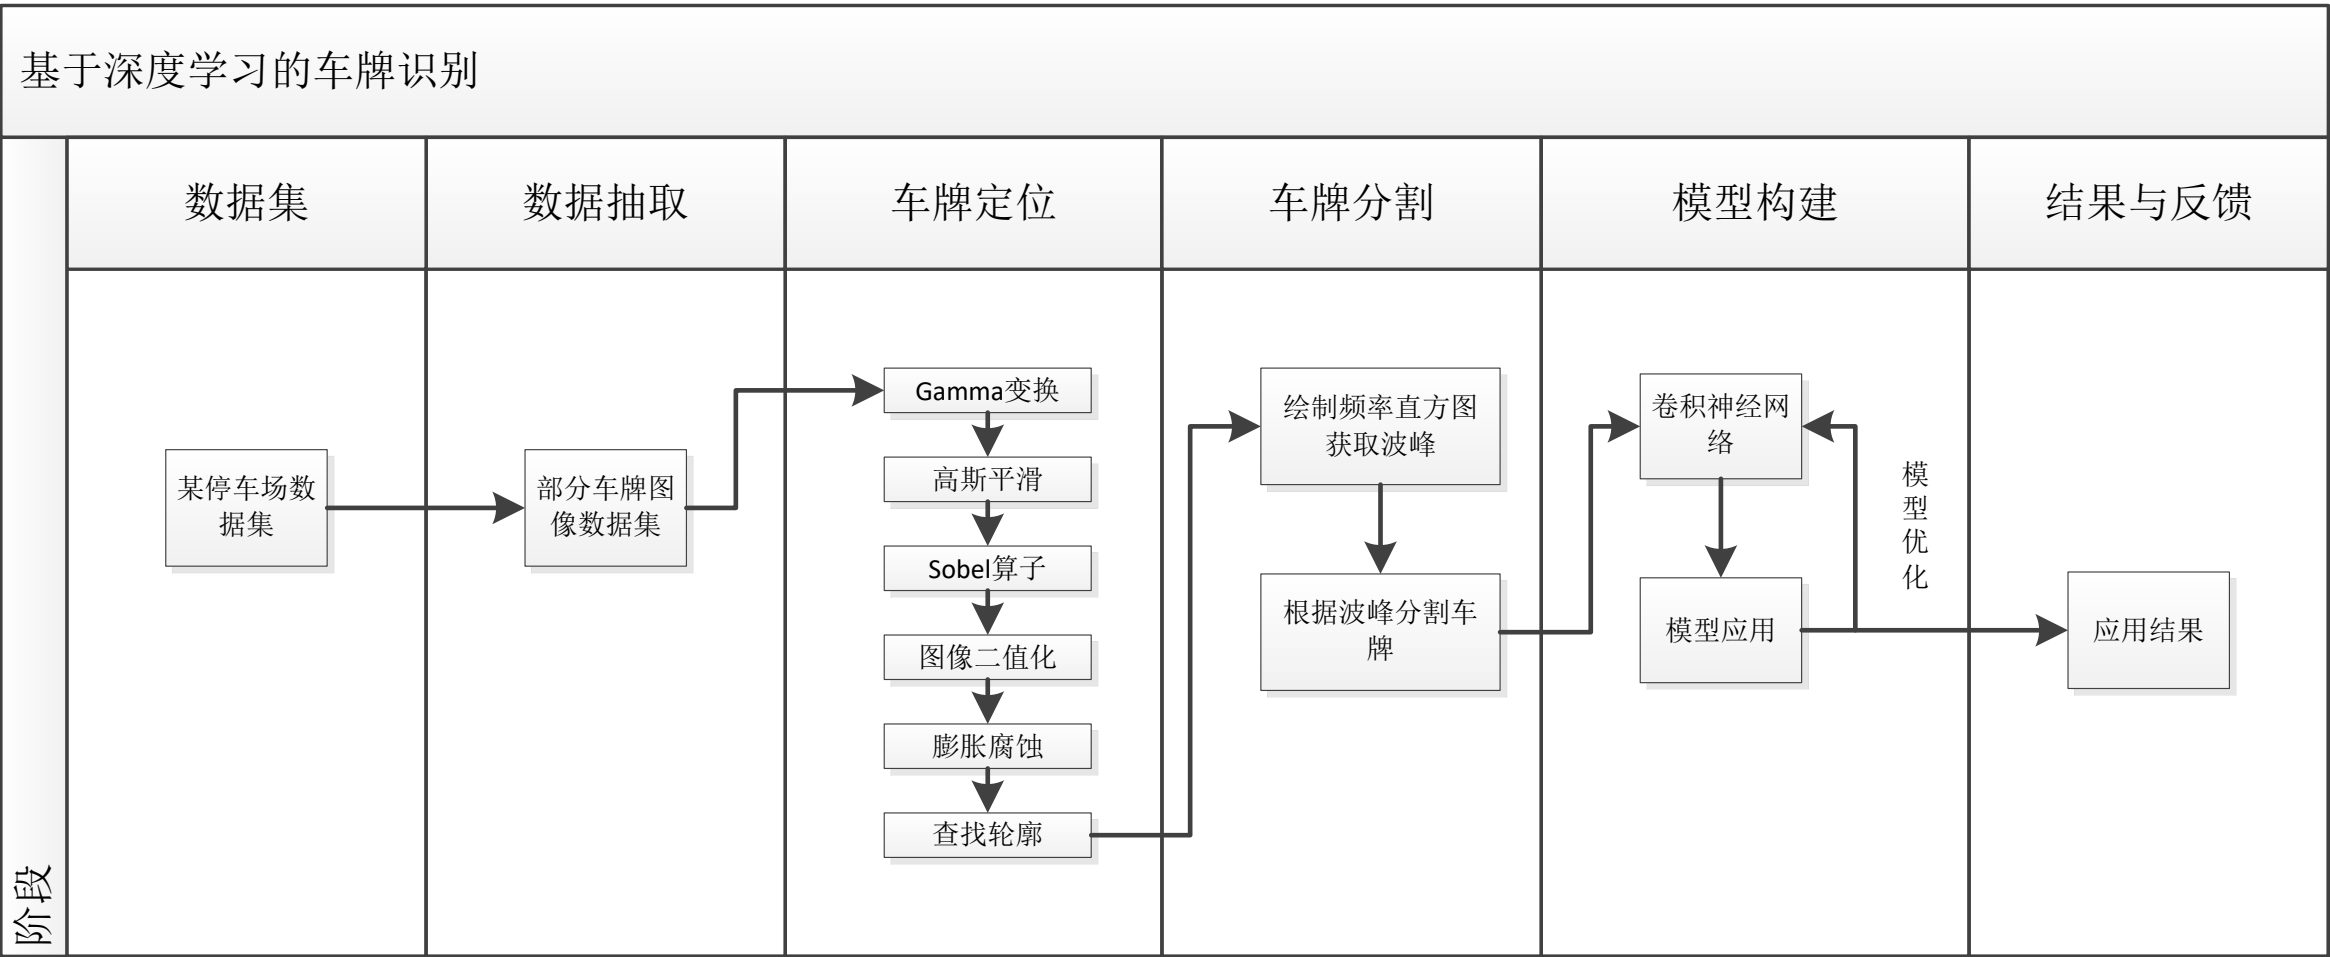 基于深度学习的车牌识别
阶段
数据集
数据抽取
车牌定位
车牌分割
模型构建
结果与反馈
某停车场数
据集
部分车牌图
像数据集
Gamma变换
高斯平滑
Sobel算子
图像二值化
膨胀腐蚀
查找轮廓
绘制频率直方图
获取波峰
根据波峰分割车
牌
卷积神经网
络
模型应用
模
型
优
化
应用结果